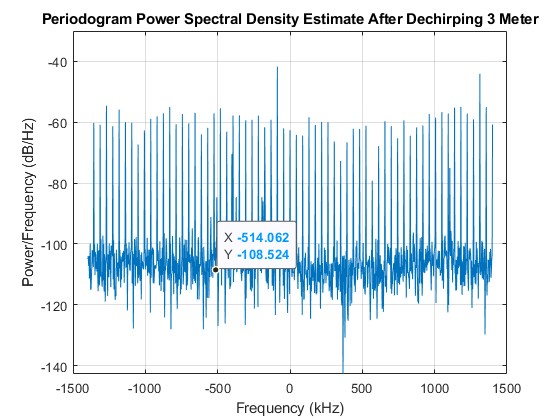 Periodogram Power Spectral Density Estimate After Dechirping 3 Meter
-40
-60
-80
-100
-120
-140
Power/Frequency (dB/Hz)
X -514.062
Y -108.524
-1500
-1000
-500
0
500
1000
1500
Frequency (kHz)